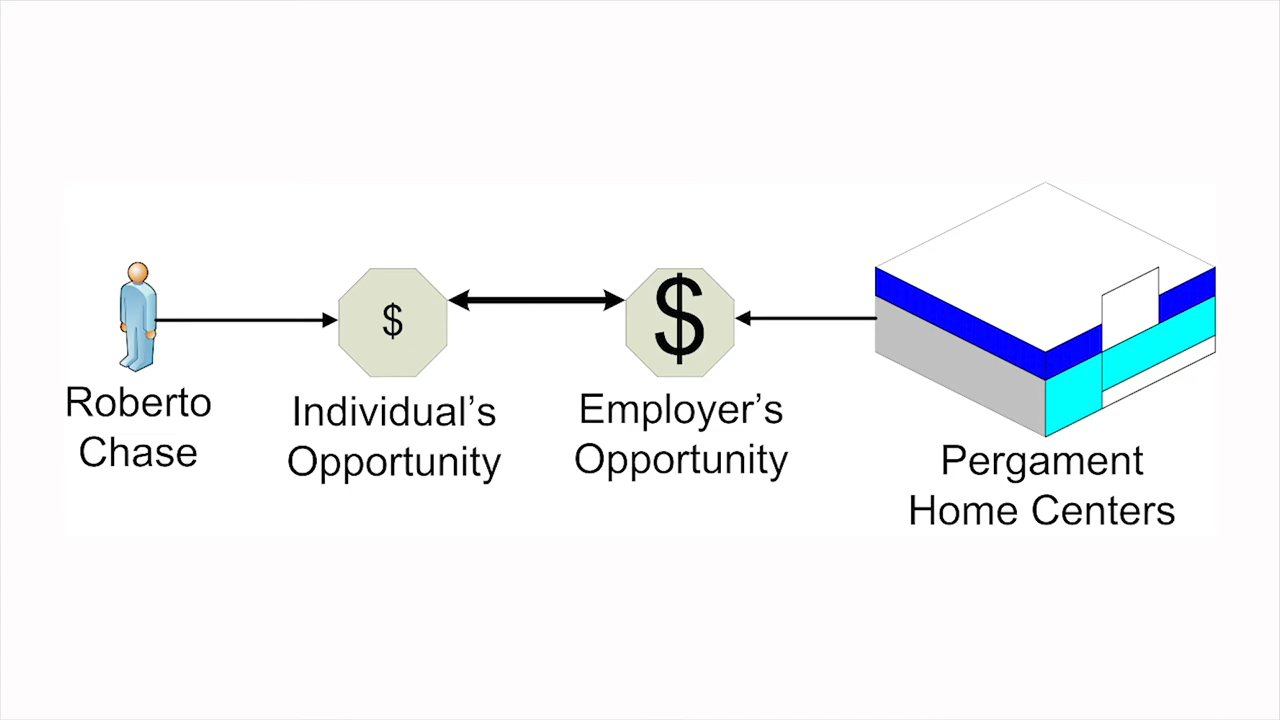 $
$
Roberto
Chase
Individual’s
Opportunity
Employer’s
Opportunity
Pergament
Home Centers